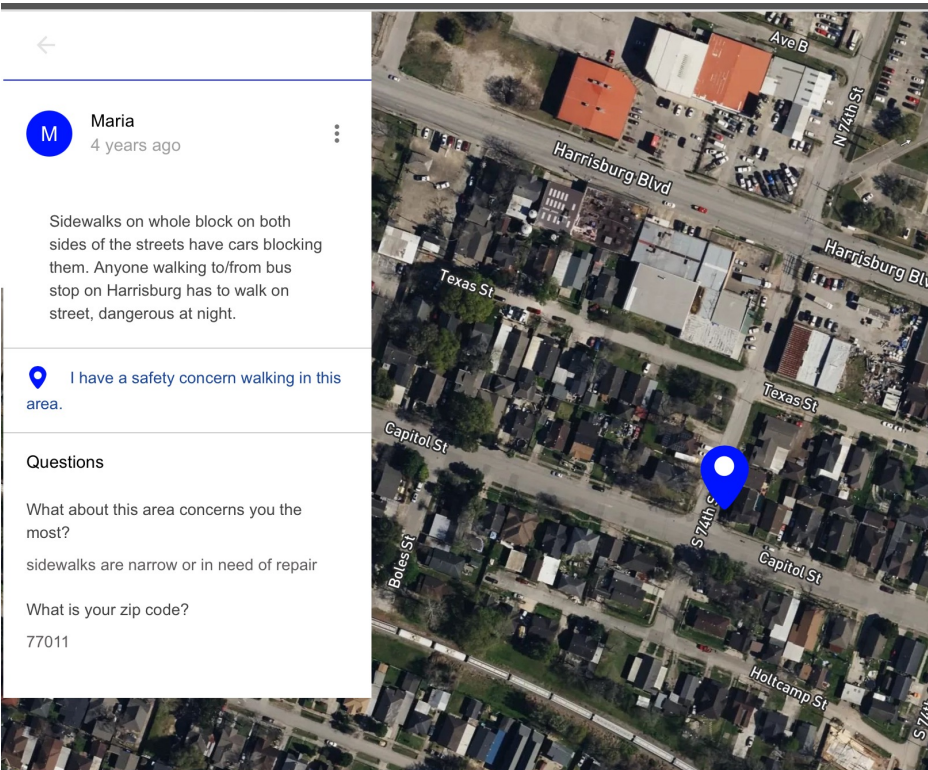 M
Maria
4 years ago
Sidewalks on whole block on both
sides of the streets have cars blocking
them. Anyone walking to/from bus
stop on Harrisburg has to walk on
street, dangerous at night.
I have a safety concern walking in this
area.
Questions
What about this area concerns you the
most?
sidewalks are narrow or in need of repair
What is your zip code?
77011
Ave B
N 74th St
Harrisburg Blvd
Harrisburg Blv
Texas St
Texas St
Capitol St
S 74th S
Boles St
Capitol St
Holtcamp St
S 74th